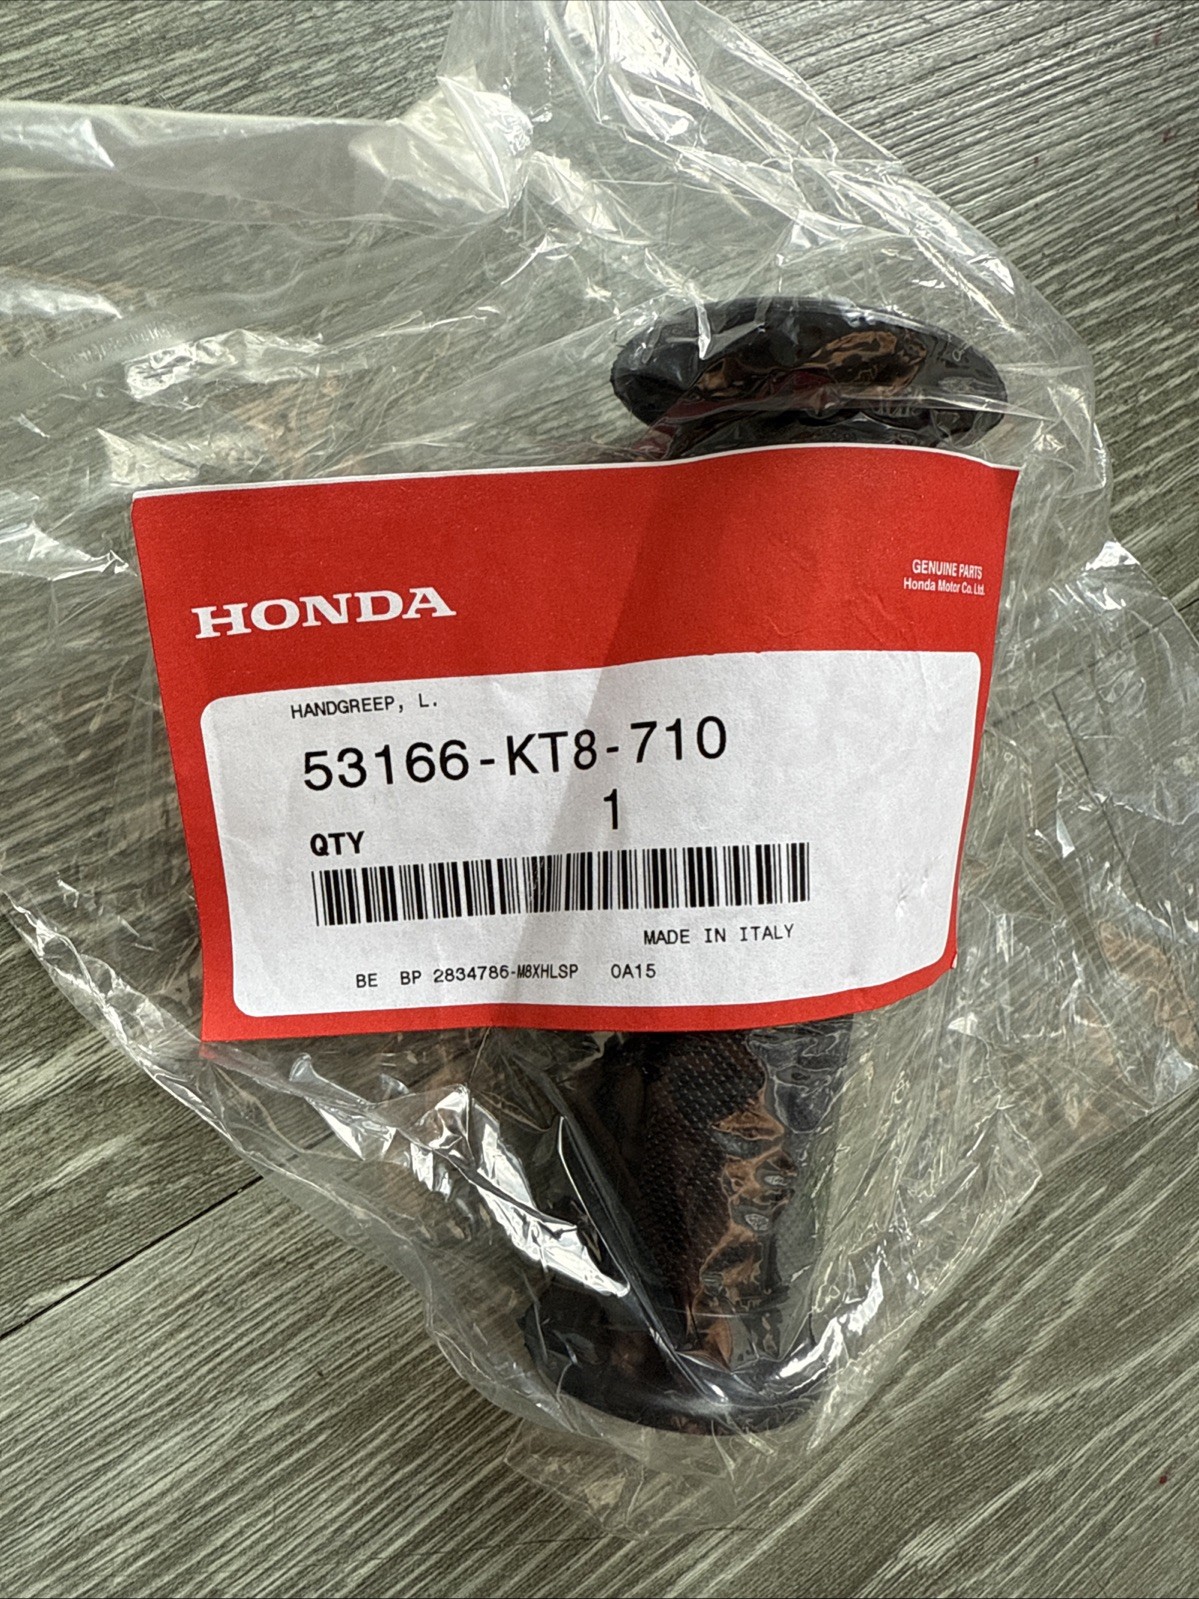 HONDA
GENUINE PARTS
Honda Motor Co. Ltd.
HANDGREEP, L.
53166-KT8-710
1
QTY
MADE IN ITALY
BE BP 2834786-M8XHLSP 0A15